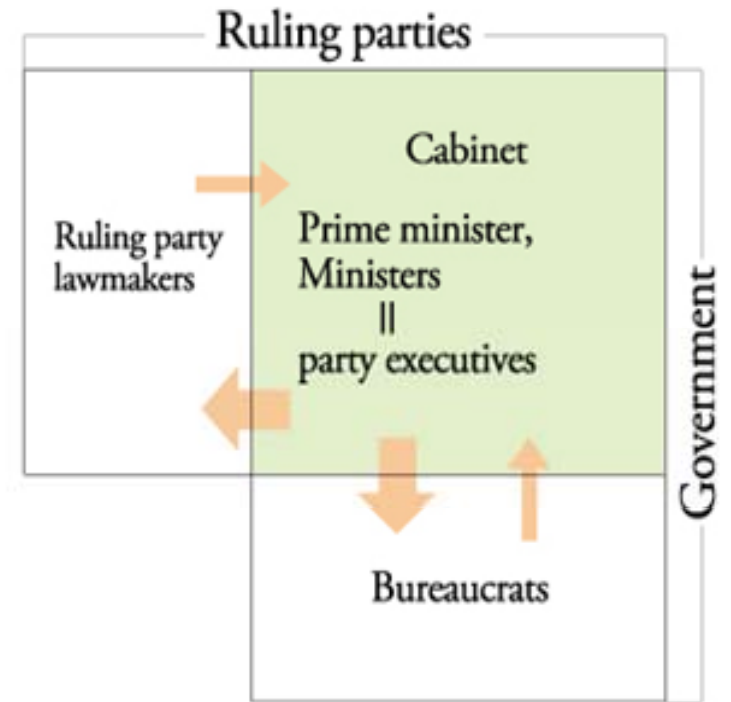 Ruling parties
Cabinet
Ruling party
lawmakers
Prime minister,
Ministers
=
party executives
Government
Bureaucrats